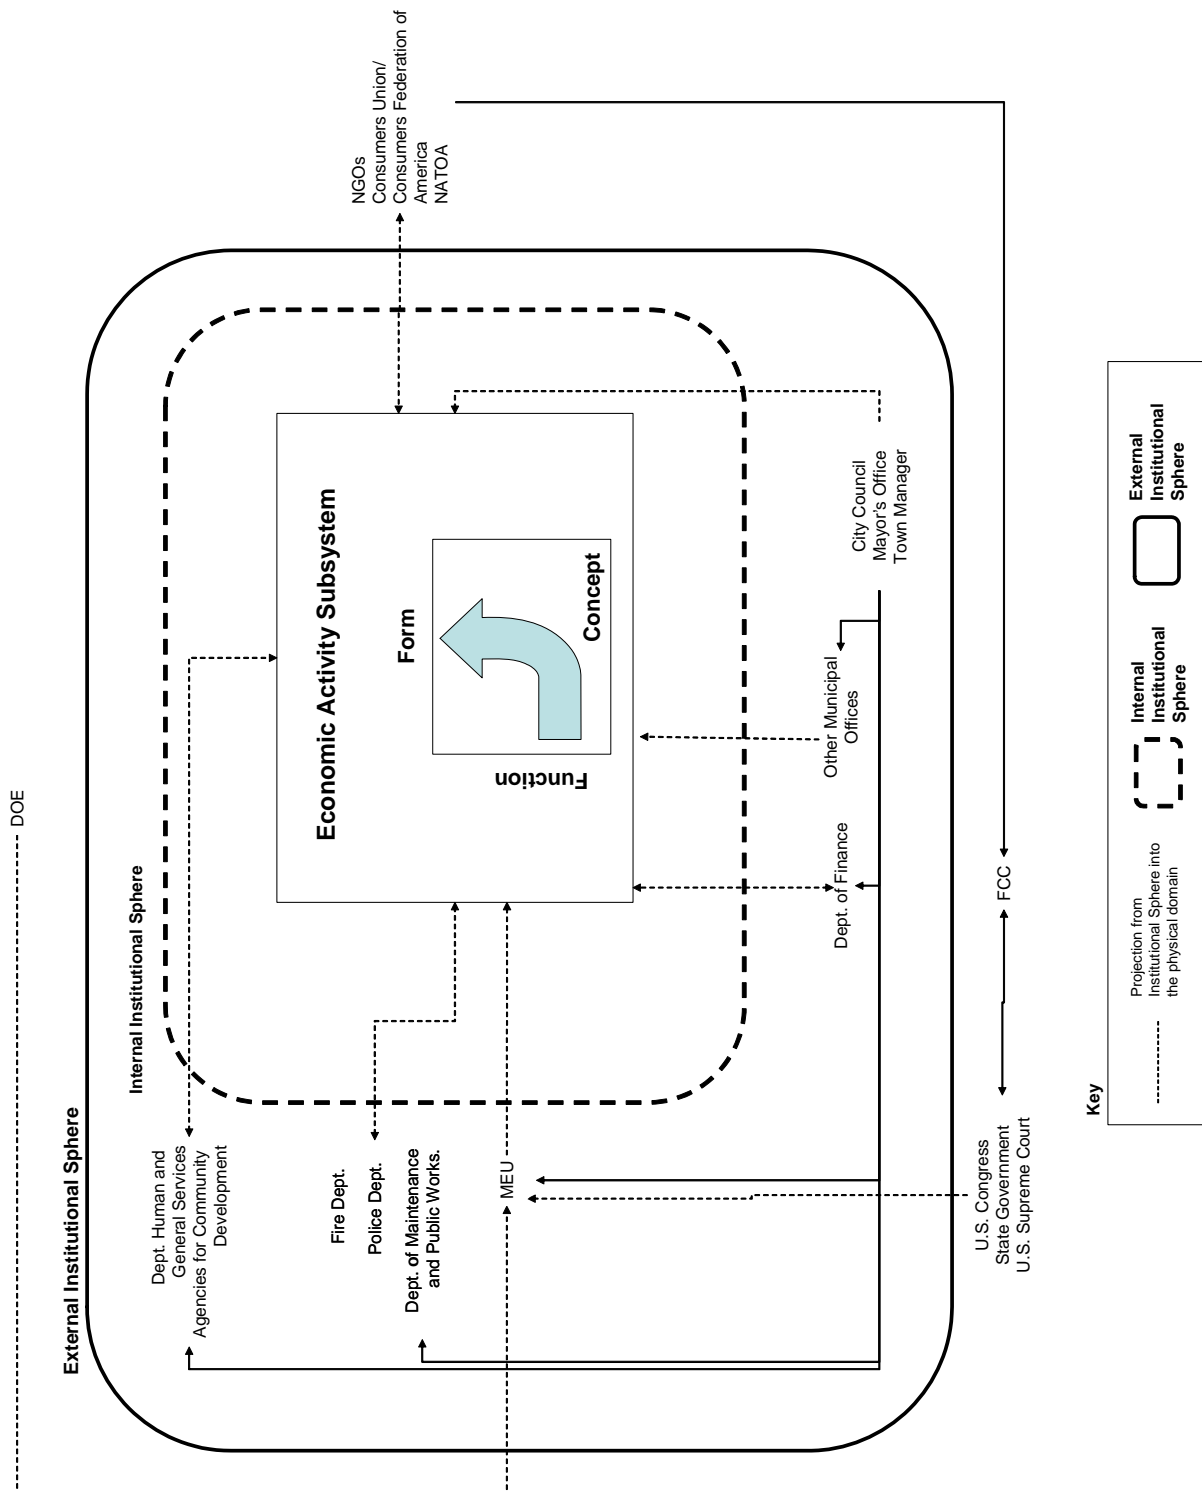 DOE
External Institutional Sphere
Internal Institutional Sphere
Dept. Human and
General Services
Agencies for Community
Development
Fire Dept.
Police Dept.
Dept. of Maintenance
and Public Works.
MEU
Economic Activity Subsystem
Form
Function
Concept
NGOs
Consumers Union/
Consumers Federation of
America
NATOA
Dept. of Finance
Other Municipal
Offices
City Council
Mayor's Office
Town Manager
U.S. Congress
State Government
U.S. Supreme Court
FCC
Key
Projection from
Institutional Sphere into
the physical domain
Internal
Institutional
Sphere
External
Institutional
Sphere